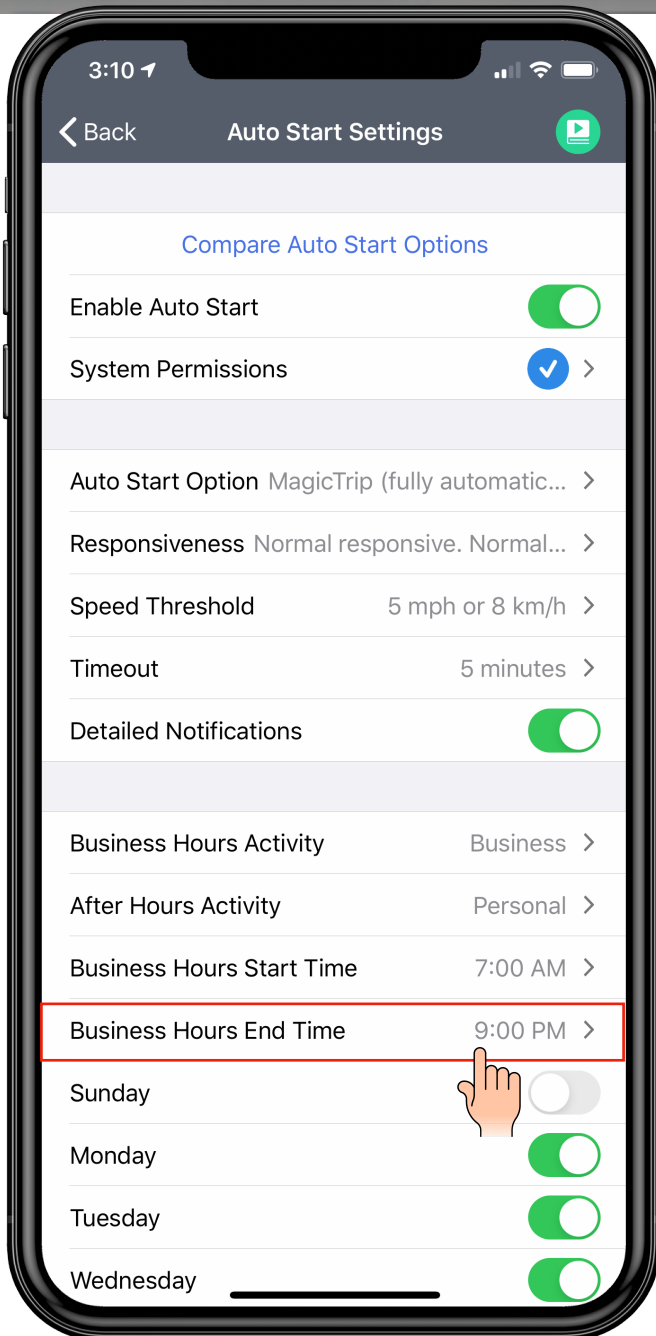 3:10
Back Auto Start Settings
Compare Auto Start Options
Enable Auto Start
System Permissions
Auto Start Option MagicTrip (fully automatic...
Responsiveness Normal responsive. Normal...
Speed Threshold 5 mph or 8 km/h
Timeout 5 minutes
Detailed Notifications
Business Hours Activity Business
After Hours Activity Personal
Business Hours Start Time 7:00 AM
Business Hours End Time 9:00 PM
Sunday
Monday
Tuesday
Wednesday